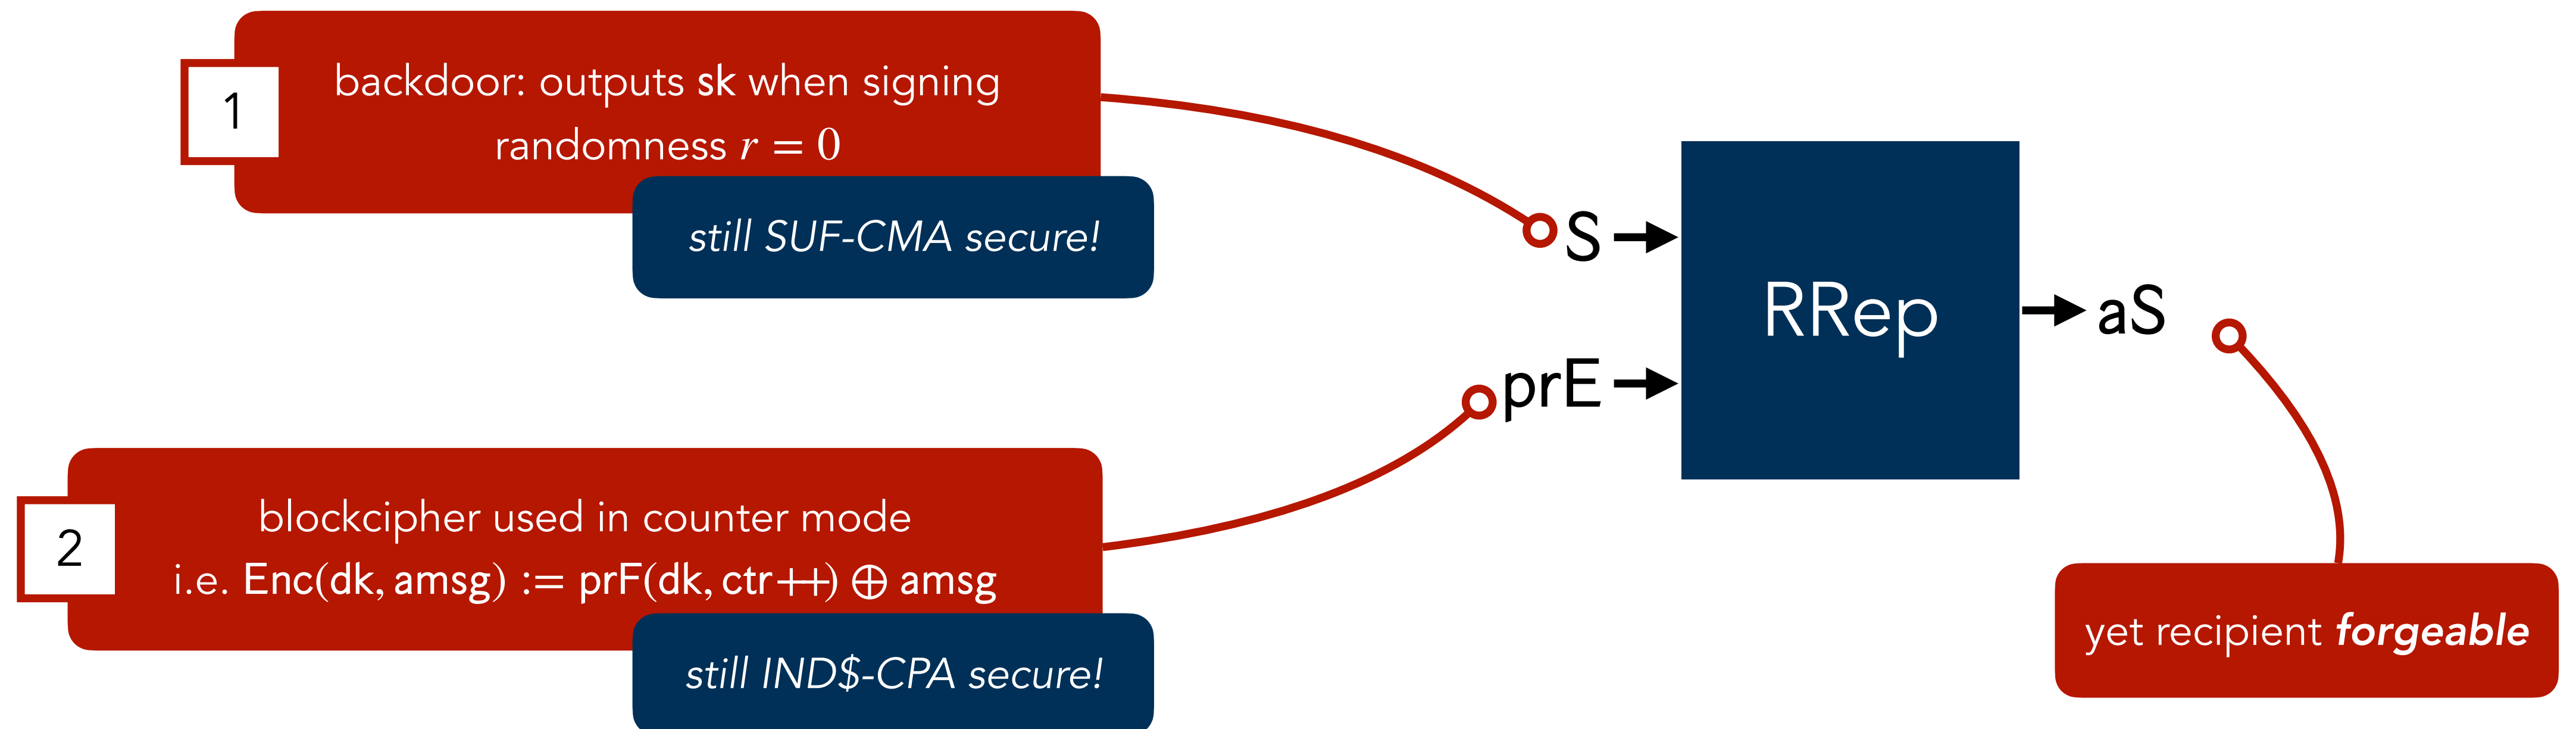 1
backdoor: outputs sk when signing
randomness r = 0
still SUF-CMA secure!
2
blockcipher used in counter mode
i.e. Enc(dk, amsg) := prF(dk, ctr++) ⊕ amsg
still IND$-CPA secure!
S
prE
RRep
aS
yet recipient forgeable